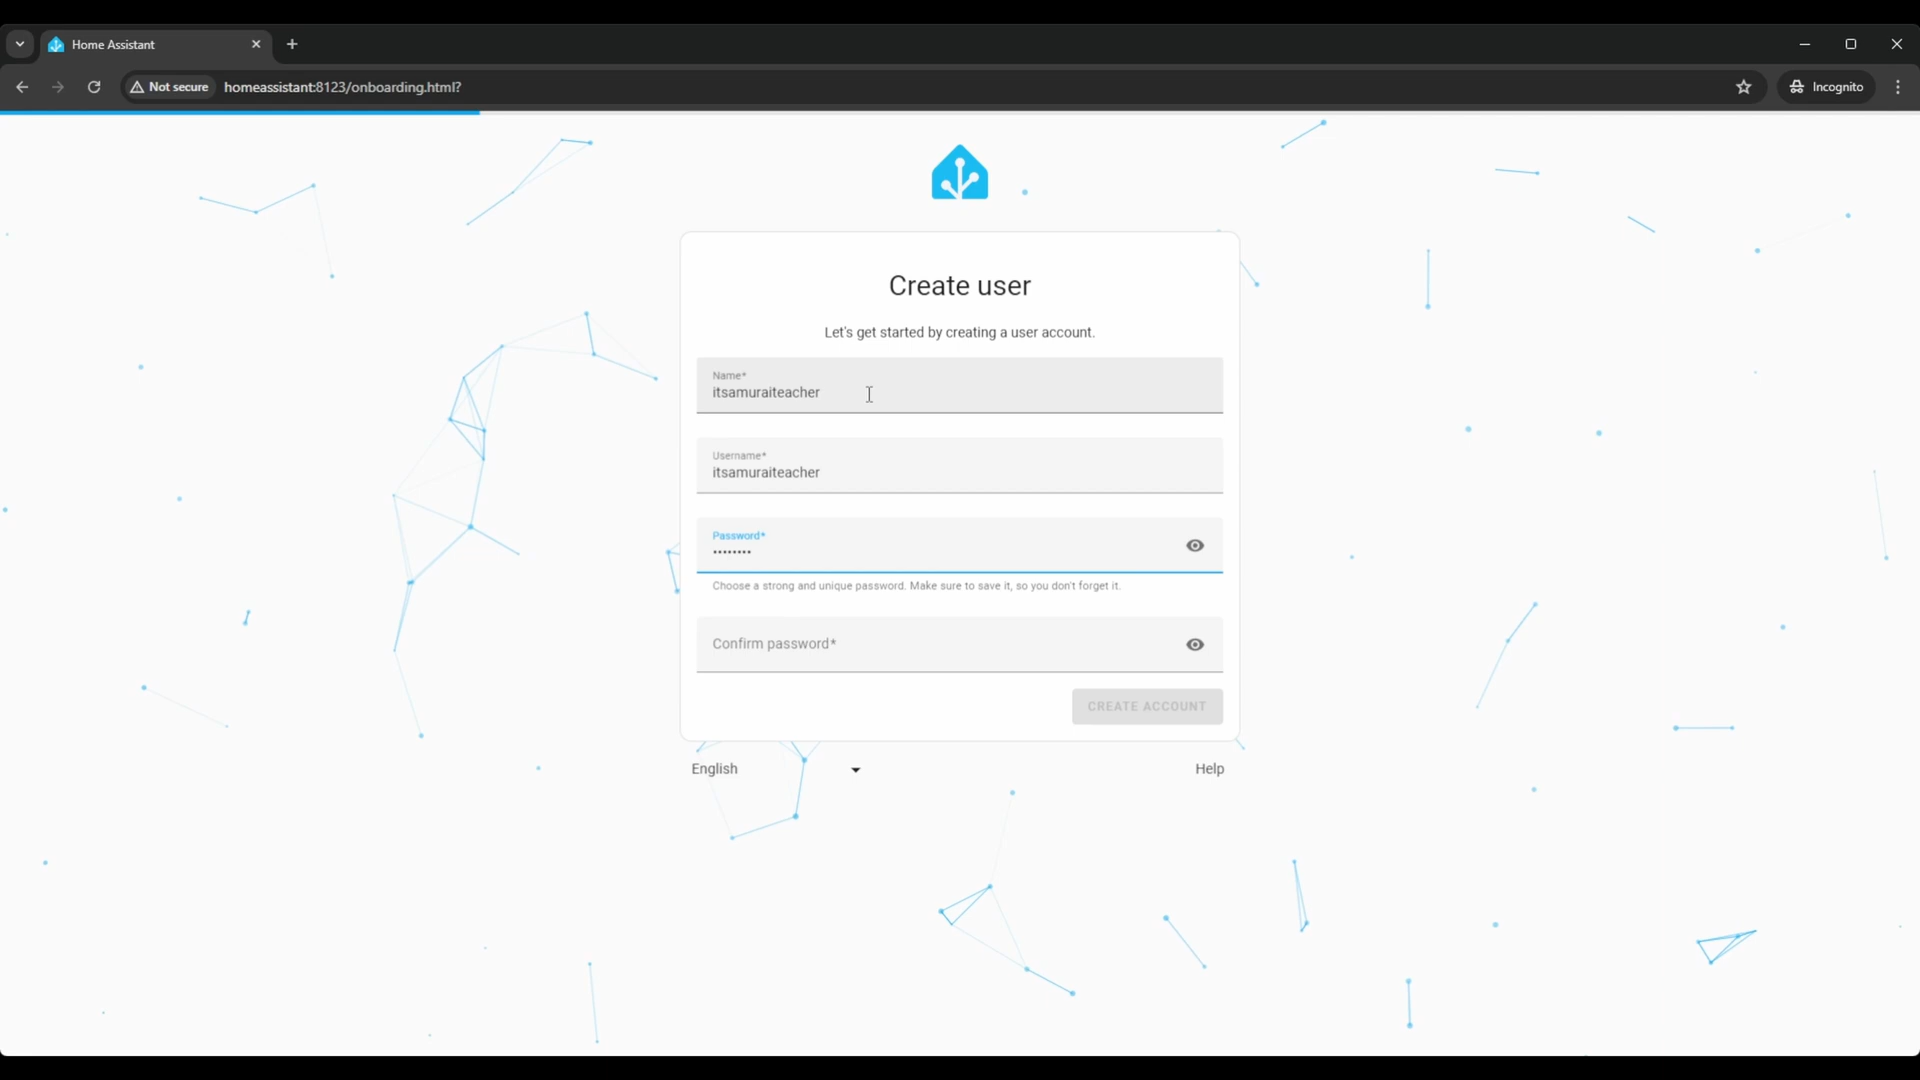 Home Assistant
Not secure
homeassistant:8123/onboarding.html?
Incognito
Create user
Let's get started by creating a user account.
Name*
itsamuraiteacher
Username*
itsamuraiteacher
Password*
••••••••
Choose a strong and unique password. Make sure to save it, so you don't forget it.
Confirm password*
CREATE ACCOUNT
English
Help